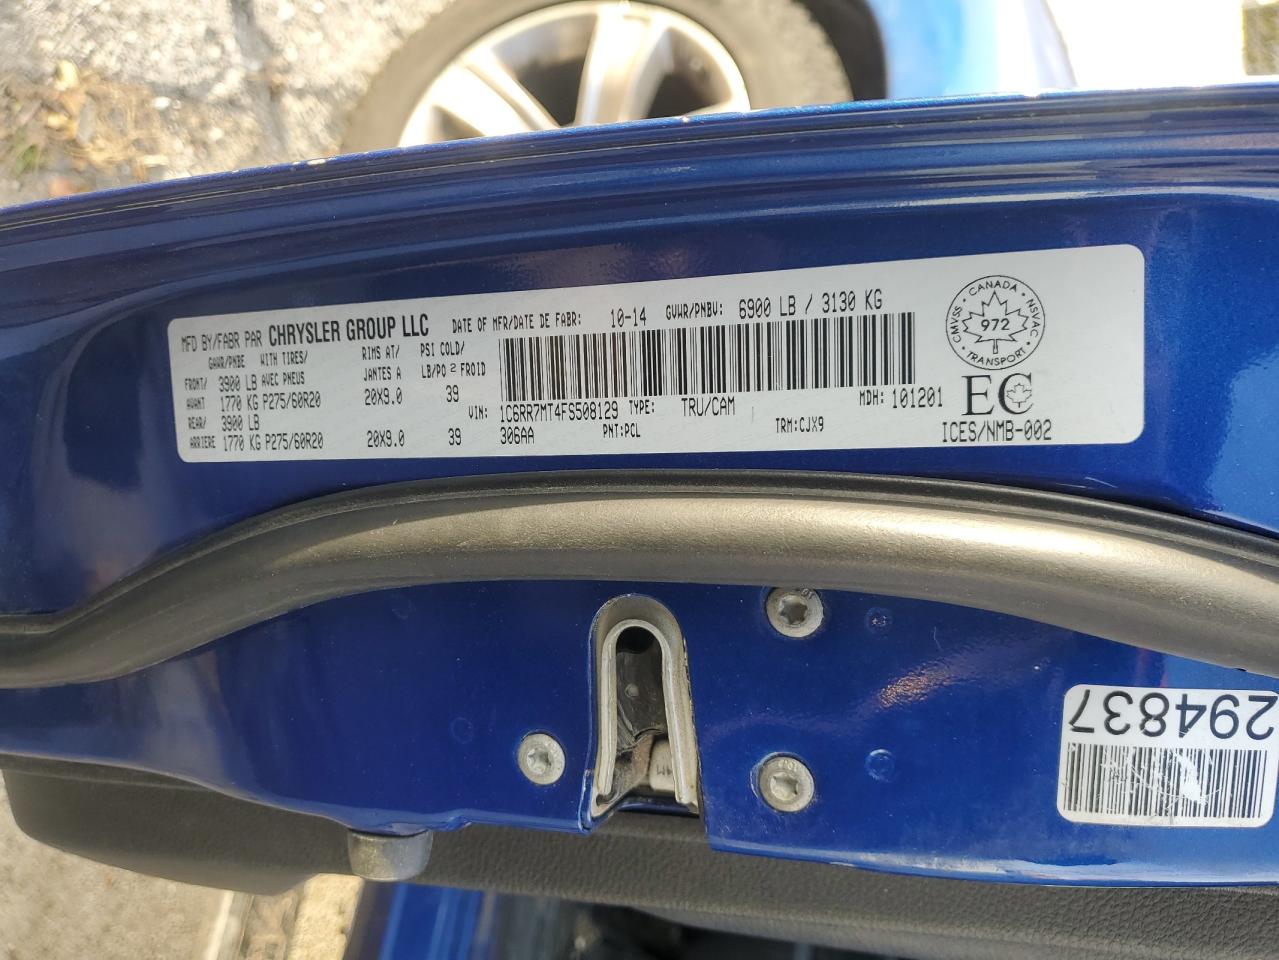 MFD BY/FABR PAR CHRYSLER GROUP LLC DATE OF MFR/DATE DE FABR: 10-14 GVWR/PNBV: 6900 LB / 3130 KG
GWAR/PNBE WITH TIRES/ RIMS AT/ PSI COLD/
FRONT/ 3900 LB AVEC PNEUS JANTES A LB/PO 2 FROID
AVANT 1770 KG P275/60R20 20X9.0 39
REAR/ 3900 LB VIN: 1C6RR7MT4FS508129 TYPE: TRU/CAM MDH: 101201
ARRIERE 1770 KG P275/60R20 20X9.0 39 306AA PNT:PCL TRM:CJX9
CANADA
CMVSS NSVAC
972
TRANSPORT
EC
ICES/NMB-002
294837